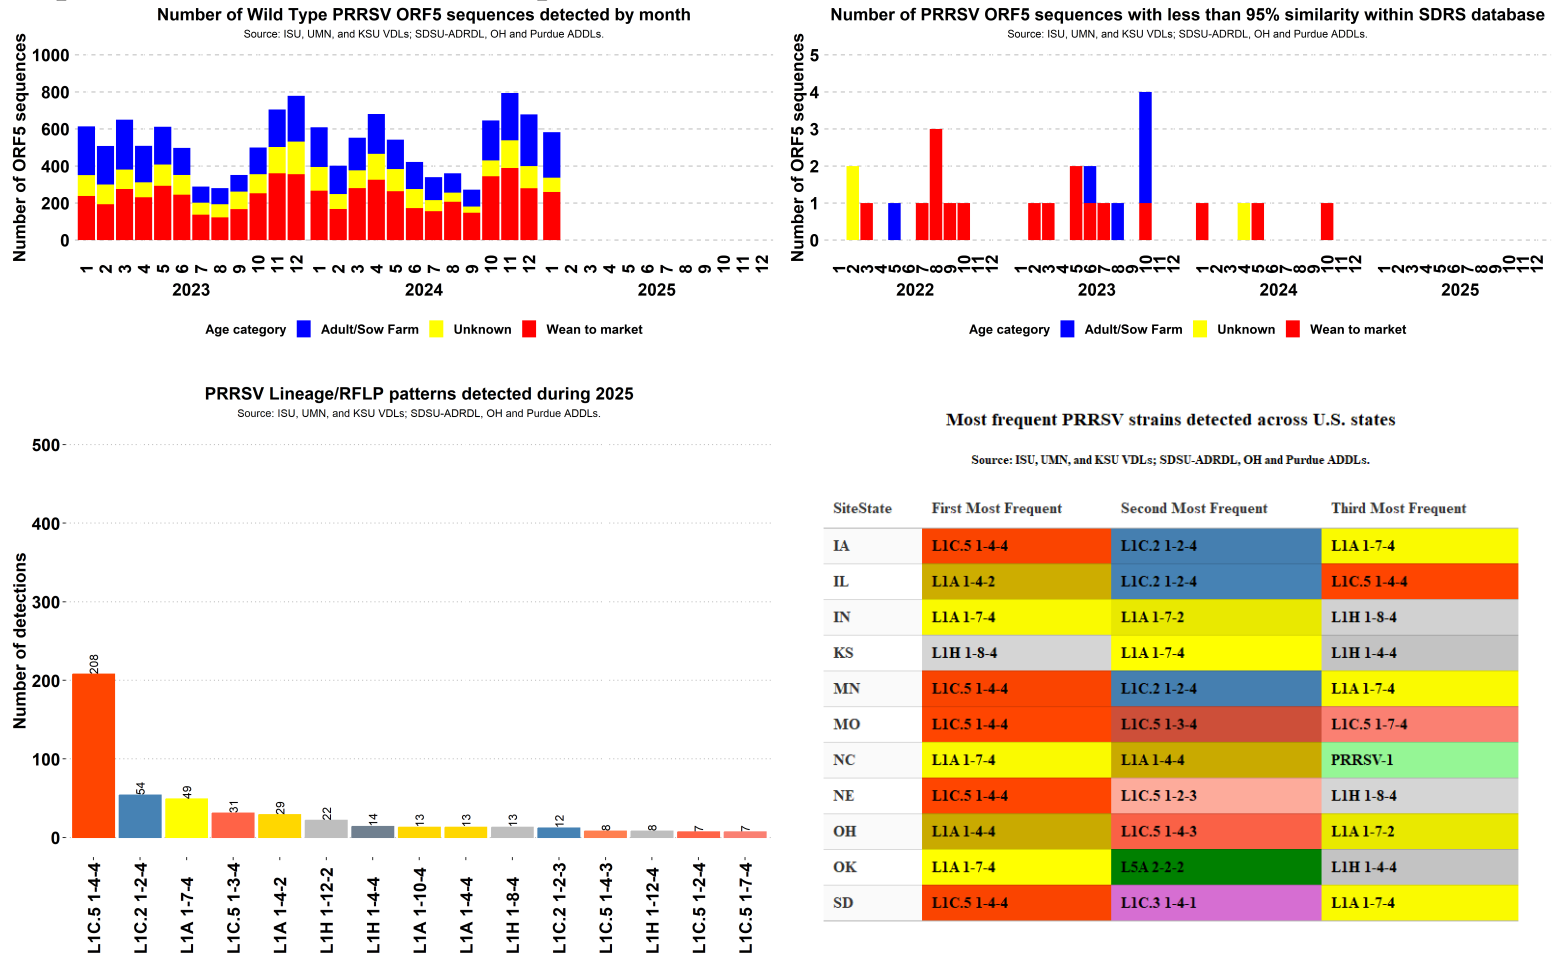 Number of Wild Type PRRSV ORF5 sequences detected by month
Source: ISU, UMN, and KSU VDLs; SDSU-ADRDL, OH and Purdue ADDLs.
Number of ORF5 sequences
1000
800
600
400
200
0
1 2 3 4 5 6 7 8 9 10 11 12 1 2 3 4 5 6 7 8 9 10 11 12 1 2 3 4 5 6 7 8 9 10 11 12
2023 2024 2025
Age category Adult/Sow Farm Unknown Wean to market
Number of PRRSV ORF5 sequences with less than 95% similarity within SDRS database
Source: ISU, UMN, and KSU VDLs; SDSU-ADRDL, OH and Purdue ADDLs.
Number of ORF5 sequences
5
4
3
2
1
0
1 2 3 4 5 6 7 8 9 10 11 12 1 2 3 4 5 6 7 8 9 10 11 12 1 2 3 4 5 6 7 8 9 10 11 12 1 2 3 4 5 6 7 8 9 10 11 12
2022 2023 2024 2025
Age category Adult/Sow Farm Unknown Wean to market
PRRSV Lineage/RFLP patterns detected during 2025
Source: ISU, UMN, and KSU VDLs; SDSU-ADRDL, OH and Purdue ADDLs.
Number of detections
500
400
300
200
100
0
208 54 49 31 29 22 14 13 13 13 12 8 8 7 7
L1C.5 1-4-4
L1C.2 1-2-4
L1A 1-7-4
L1C.5 1-3-4
L1A 1-4-2
L1H 1-12-2
L1H 1-4-4
L1A 1-10-4
L1A 1-4-4
L1H 1-8-4
L1C.2 1-2-3
L1C.5 1-4-3
L1H 1-12-4
L1C.5 1-2-4
L1C.5 1-7-4
Most frequent PRRSV strains detected across U.S. states
Source: ISU, UMN, and KSU VDLs; SDSU-ADRDL, OH and Purdue ADDLs.
SiteState First Most Frequent Second Most Frequent Third Most Frequent
IA L1C.5 1-4-4 L1C.2 1-2-4 L1A 1-7-4
IL L1A 1-4-2 L1C.2 1-2-4 L1C.5 1-4-4
IN L1A 1-7-4 L1A 1-7-2 L1H 1-8-4
KS L1H 1-8-4 L1A 1-7-4 L1H 1-4-4
MN L1C.5 1-4-4 L1C.2 1-2-4 L1A 1-7-4
MO L1C.5 1-4-4 L1C.5 1-3-4 L1C.5 1-7-4
NC L1A 1-7-4 L1A 1-4-4 PRRSV-1
NE L1C.5 1-4-4 L1C.5 1-2-3 L1H 1-8-4
OH L1A 1-4-4 L1C.5 1-4-3 L1A 1-7-2
OK L1A 1-7-4 L5A 2-2-2 L1H 1-4-4
SD L1C.5 1-4-4 L1C.3 1-4-1 L1A 1-7-4